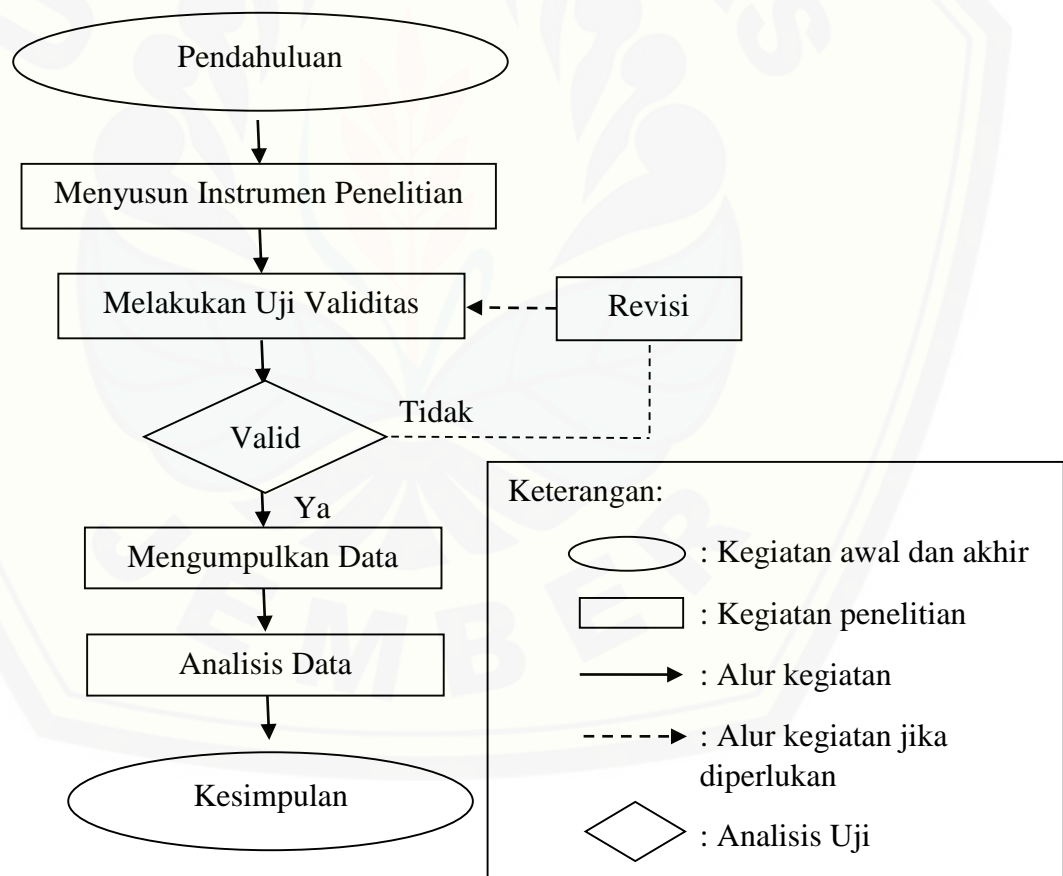 Pendahuluan
Menyusun Instrumen Penelitian
Melakukan Uji Validitas
Revisi
Tidak
Valid
Ya
Mengumpulkan Data
Analisis Data
Kesimpulan
Keterangan:
: Kegiatan awal dan akhir
: Kegiatan penelitian
: Alur kegiatan
: Alur kegiatan jika
diperlukan
: Analisis Uji
JEMBER